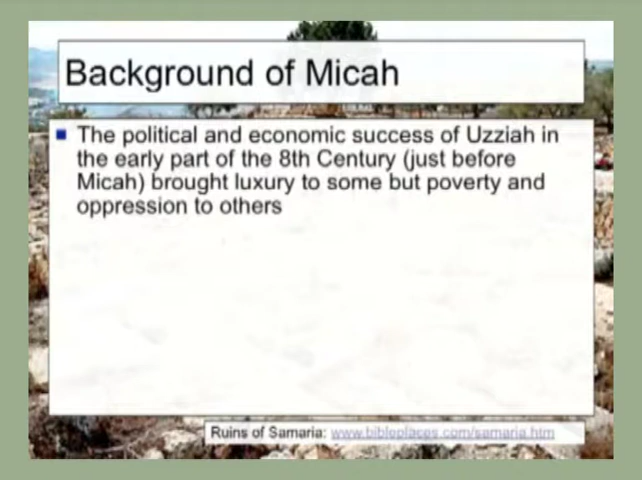 Background of Micah
The political and economic success of Uzziah in
the early part of the 8th Century (just before
Micah) brought luxury to some but poverty and
oppression to others
Ruins of Samaria: www.bibleplaces.com/samaria.htm